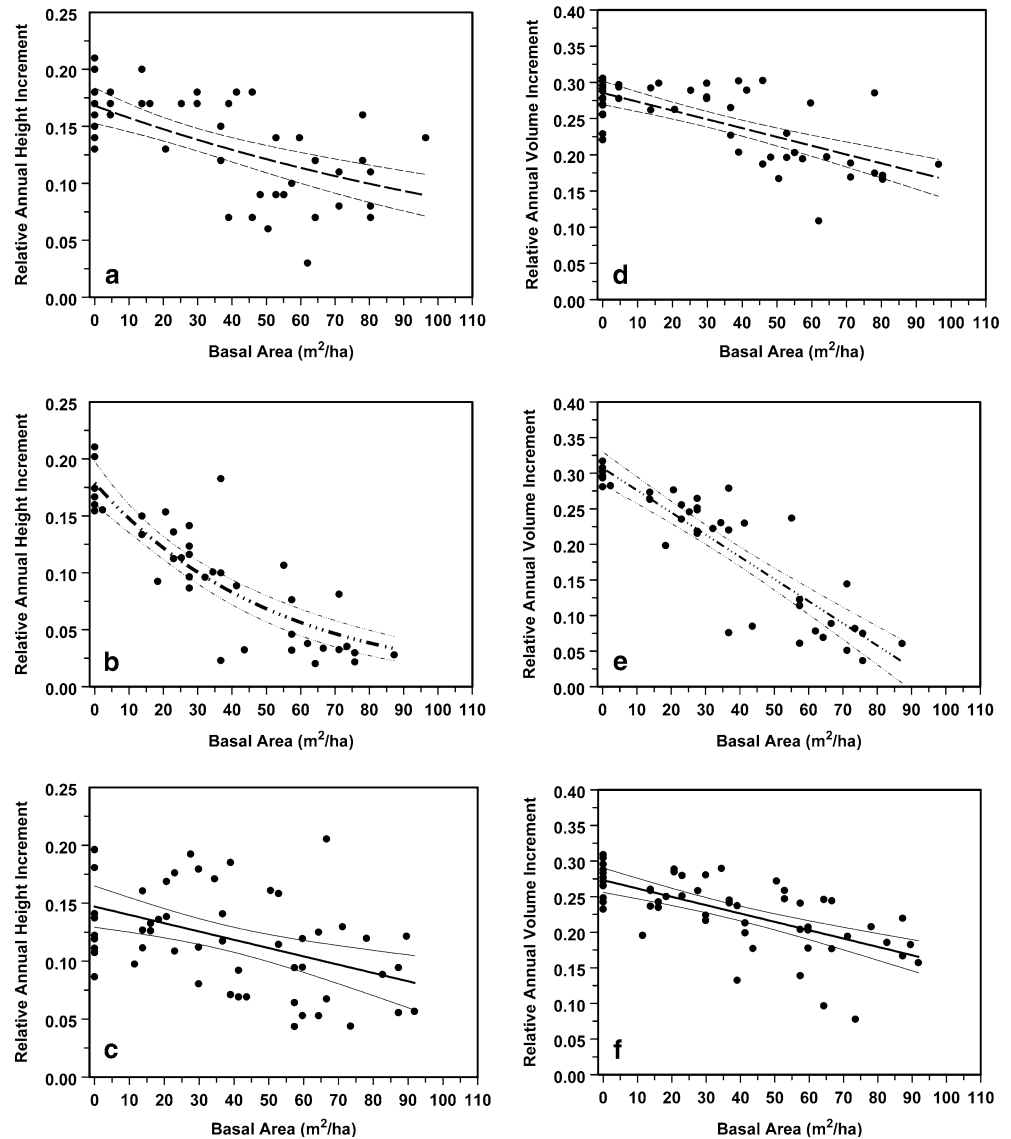 0.25
0.20
0.15
0.10
0.05
0.00
Relative Annual Height Increment
a
0 10 20 30 40 50 60 70 80 90 100 110
Basal Area (m²/ha)
0.40
0.35
0.30
0.25
0.20
0.15
0.10
0.05
0.00
Relative Annual Volume Increment
d
0 10 20 30 40 50 60 70 80 90 100 110
Basal Area (m²/ha)
0.25
0.20
0.15
0.10
0.05
0.00
Relative Annual Height Increment
b
0 10 20 30 40 50 60 70 80 90 100 110
Basal Area (m²/ha)
0.40
0.35
0.30
0.25
0.20
0.15
0.10
0.05
0.00
Relative Annual Volume Increment
e
0 10 20 30 40 50 60 70 80 90 100 110
Basal Area (m²/ha)
0.25
0.20
0.15
0.10
0.05
0.00
Relative Annual Height Increment
c
0 10 20 30 40 50 60 70 80 90 100 110
Basal Area (m²/ha)
0.40
0.35
0.30
0.25
0.20
0.15
0.10
0.05
0.00
Relative Annual Volume Increment
f
0 10 20 30 40 50 60 70 80 90 100 110
Basal Area (m²/ha)